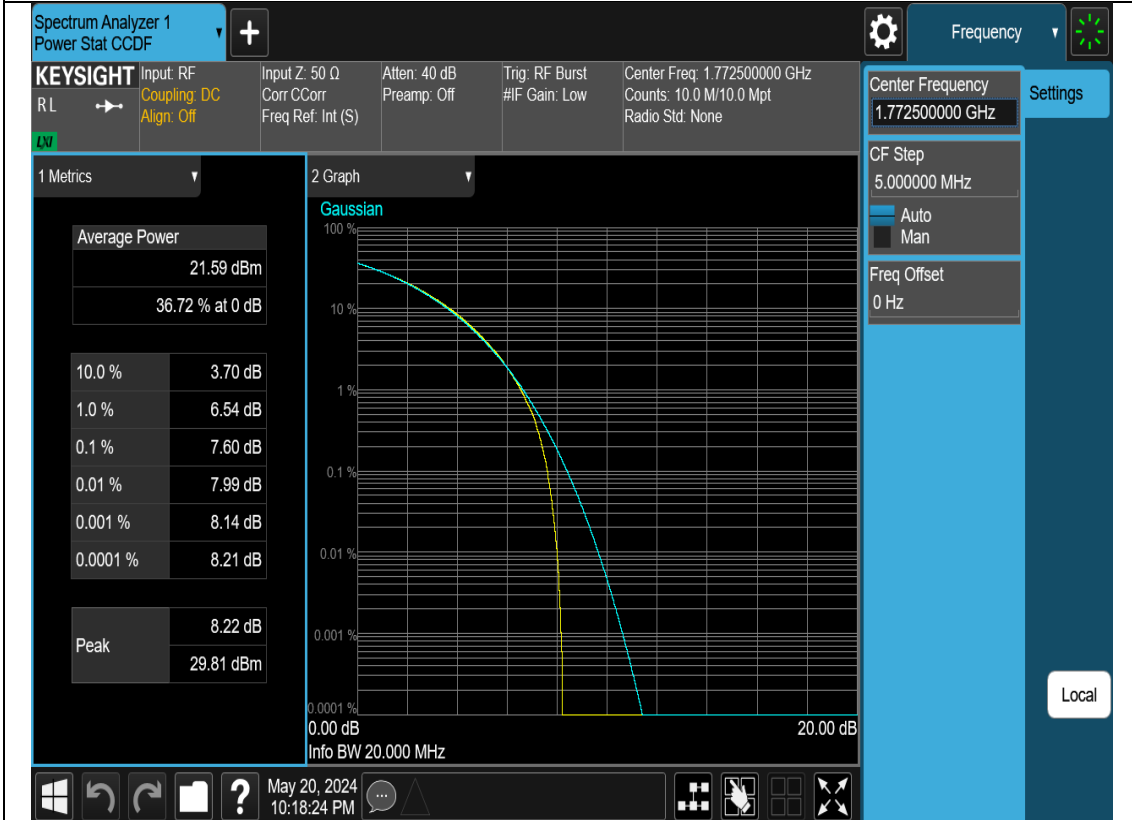 Spectrum Analyzer 1
Power Stat CCDF
▼
+
Frequency
▼
KEYSIGHT
RL
LXI
Input: RF
Coupling: DC
Align: Off
Input Z: 50 Ω
Corr CCorr
Freq Ref: Int (S)
Atten: 40 dB
Preamp: Off
Trig: RF Burst
#IF Gain: Low
Center Freq: 1.772500000 GHz
Counts: 10.0 M/10.0 Mpt
Radio Std: None
Center Frequency
1.772500000 GHz
Settings
CF Step
5.000000 MHz
Auto
Man
Freq Offset
0 Hz
Local
1 Metrics
▼
Average Power
21.59 dBm
36.72 % at 0 dB
10.0 % 3.70 dB
1.0 % 6.54 dB
0.1 % 7.60 dB
0.01 % 7.99 dB
0.001 % 8.14 dB
0.0001 % 8.21 dB
Peak
8.22 dB
29.81 dBm
2 Graph
▼
Gaussian
100 %
10 %
1 %
0.1 %
0.01 %
0.001 %
0.0001 %
0.00 dB 20.00 dB
Info BW 20.000 MHz
?
May 20, 2024
10:18:24 PM